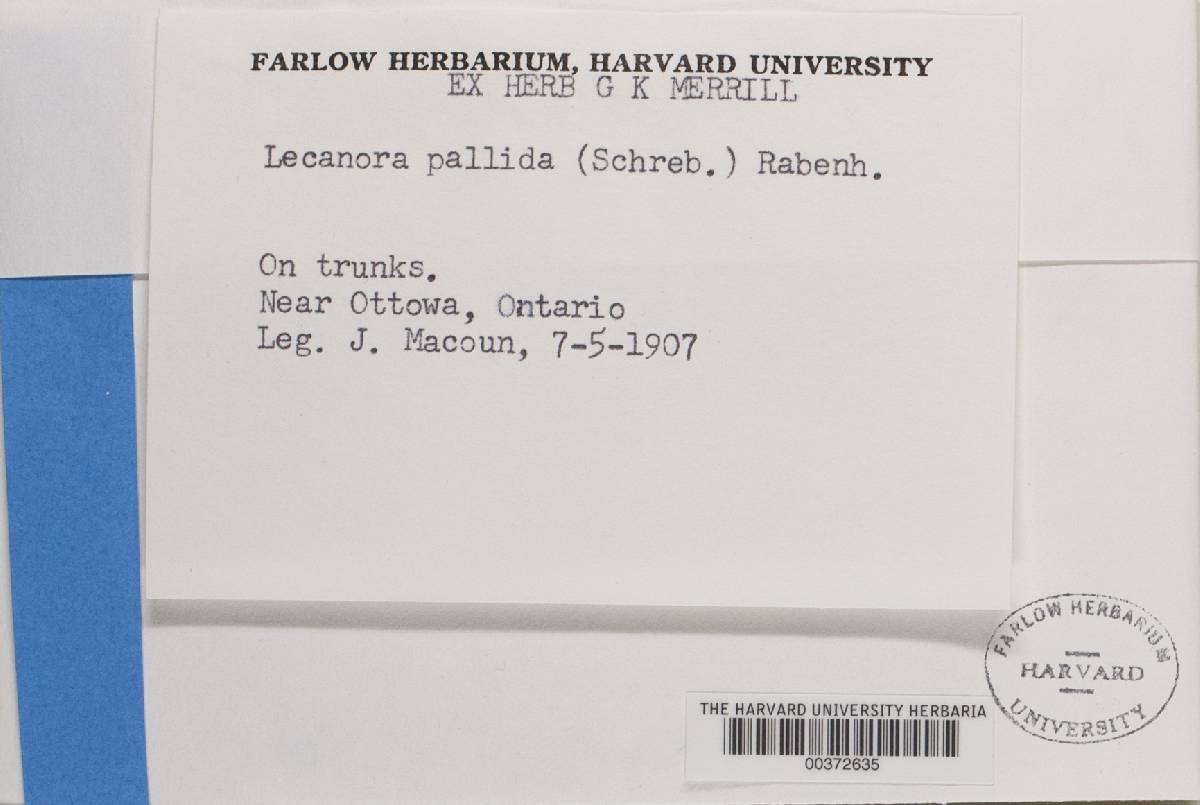 FARLOW HERBARIUM, HARVARD UNIVERSITY
EX HERB G K MERRILL
Lecanora pallida (Schreb.) Rabenh.
On trunks.
Near Ottowa, Ontario
Leg. J. Macoun, 7-5-1907
FARLOW HERBARIUM
HARVARD
UNIVERSITY
THE HARVARD UNIVERSITY HERBARIA
00372635